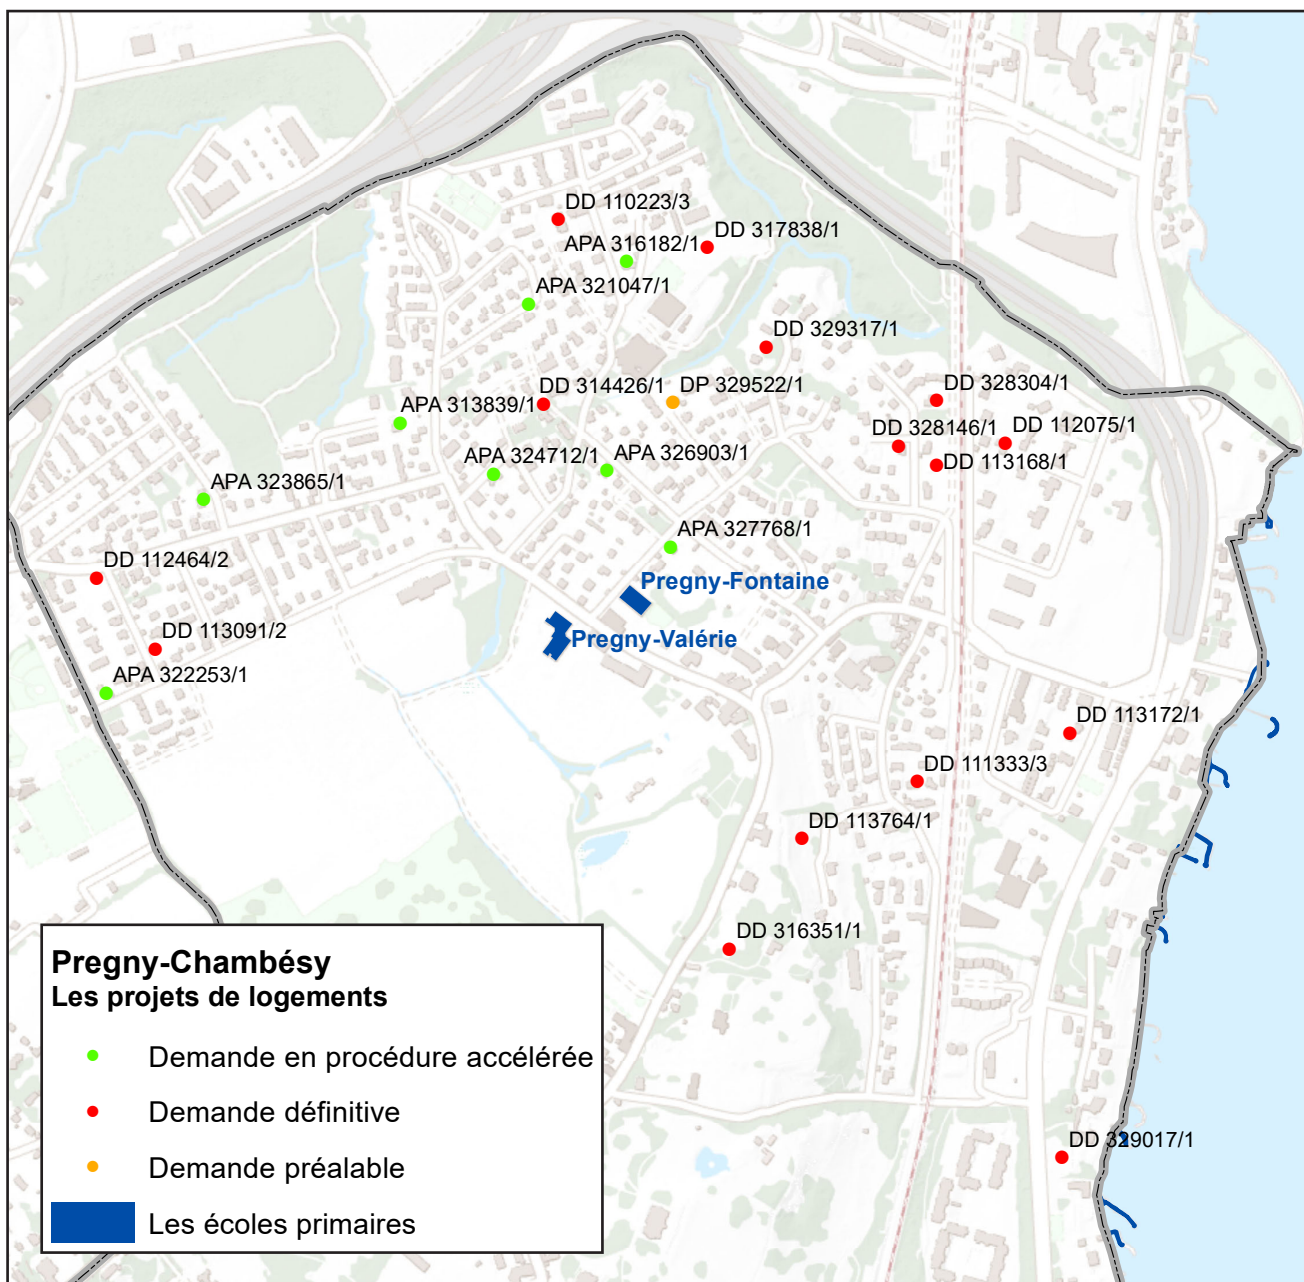 DD 110223/3
DD 317838/1
APA 316182/1
APA 321047/1
DD 329317/1
DD 314426/1
DP 329522/1
DD 328304/1
APA 313839/1
DD 328146/1
DD 112075/1
APA 324712/1
APA 326903/1
DD 113168/1
APA 323865/1
APA 327768/1
DD 112464/2
Pregny-Fontaine
DD 113091/2
Pregny-Valérie
APA 322253/1
DD 113172/1
DD 111333/3
DD 113764/1
DD 316351/1
DD 329017/1
Pregny-Chambésy
Les projets de logements
Demande en procédure accélérée
Demande définitive
Demande préalable
Les écoles primaires